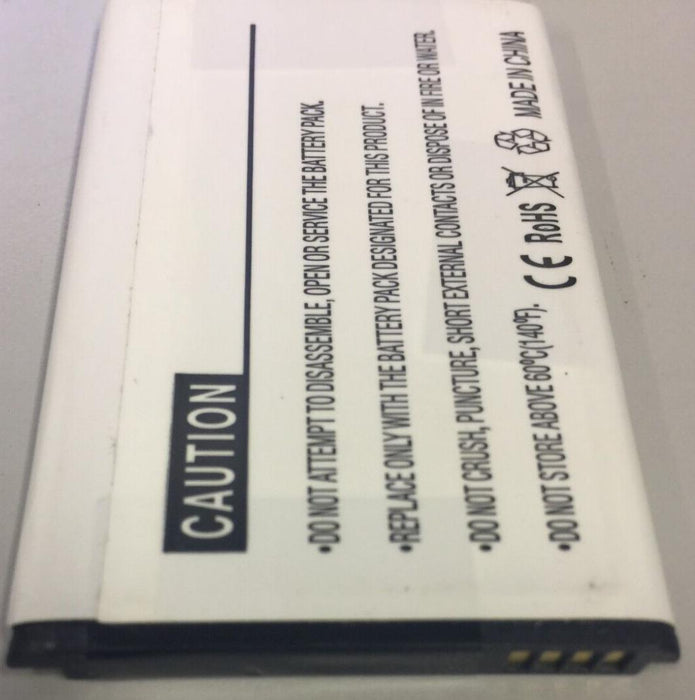 CAUTION
•DO NOT ATTEMPT TO DISASSEMBLE, OPEN OR SERVICE THE BATTERY PACK.
•REPLACE ONLY WITH THE BATTERY PACK DESIGNATED FOR THIS PRODUCT.
•DO NOT CRUSH, PUNCTURE, SHORT EXTERNAL CONTACTS OR DISPOSE OF IN FIRE OR WATER.
•DO NOT STORE ABOVE 60ºC(140ºF). CE RoHS MADE IN CHINA